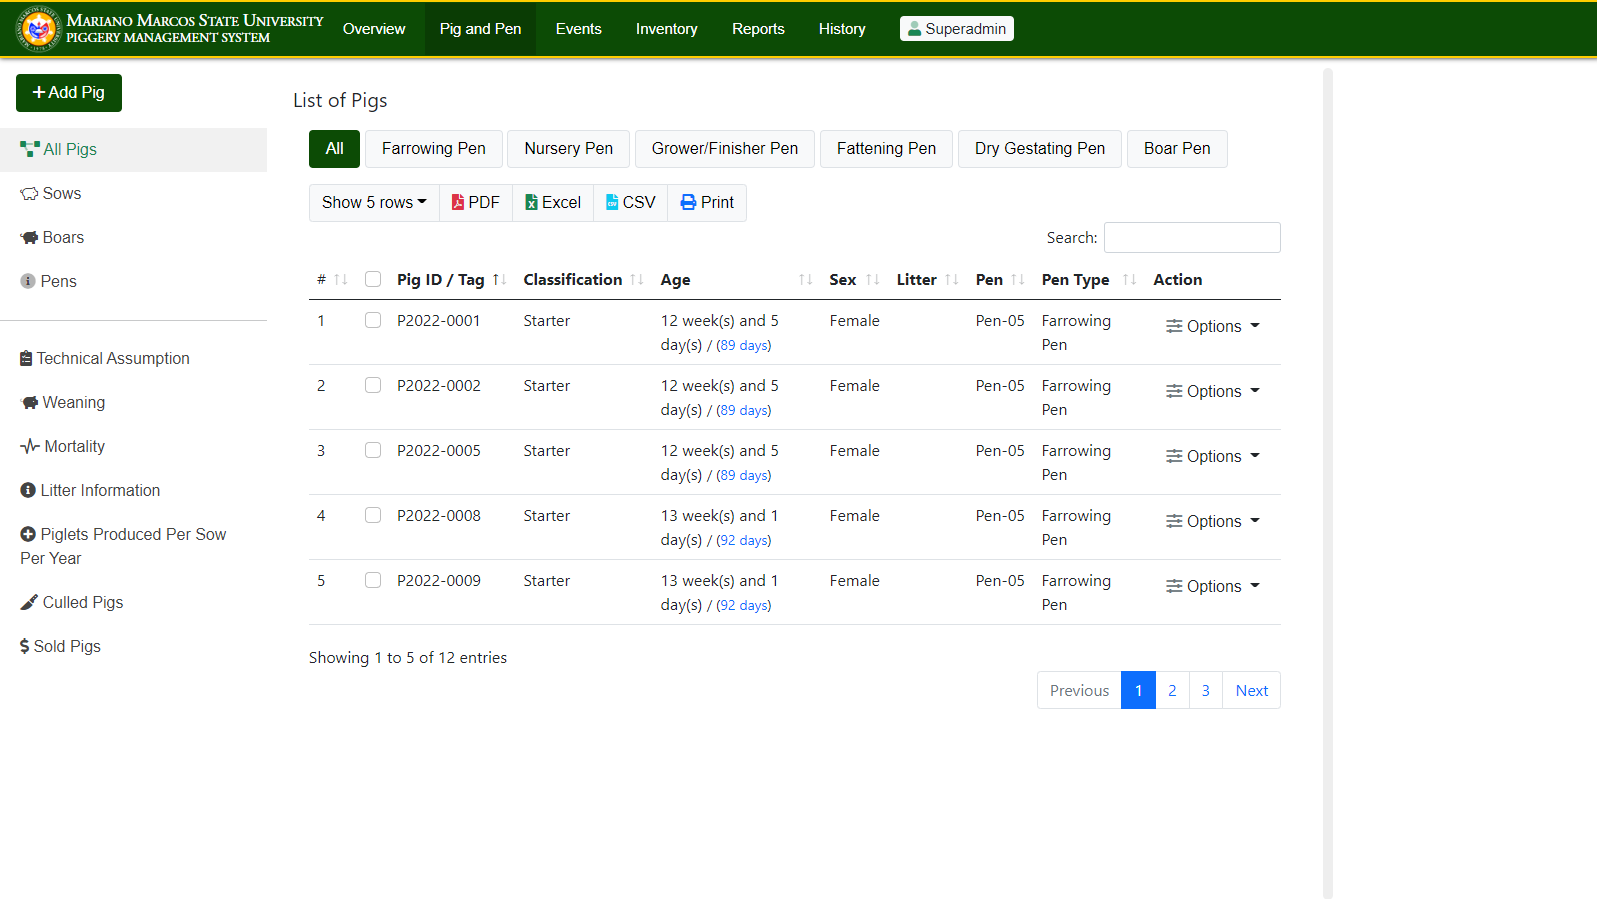 MARIANO MARCOS STATE UNIVERSITY
PIGGERY MANAGEMENT SYSTEM
Overview Pig and Pen Events Inventory Reports History Superadmin
Add Pig
All Pigs
Sows
Boars
Pens
Technical Assumption
Weaning
Mortality
Litter Information
Piglets Produced Per Sow
Per Year
Culled Pigs
$ Sold Pigs
List of Pigs
All Farrowing Pen Nursery Pen Grower/Finisher Pen Fattening Pen Dry Gestating Pen Boar Pen
Show 5 rows PDF Excel CSV Print
Search:
# Pig ID / Tag Classification Age Sex Litter Pen Pen Type Action
1 P2022-0001 Starter 12 week(s) and 5 Female Pen-05 Farrowing Options
day(s) / (89 days) Pen
2 P2022-0002 Starter 12 week(s) and 5 Female Pen-05 Farrowing Options
day(s) / (89 days) Pen
3 P2022-0005 Starter 12 week(s) and 5 Female Pen-05 Farrowing Options
day(s) / (89 days) Pen
4 P2022-0008 Starter 13 week(s) and 1 Female Pen-05 Farrowing Options
day(s) / (92 days) Pen
5 P2022-0009 Starter 13 week(s) and 1 Female Pen-05 Farrowing Options
day(s) / (92 days) Pen
Showing 1 to 5 of 12 entries
Previous 1 2 3 Next